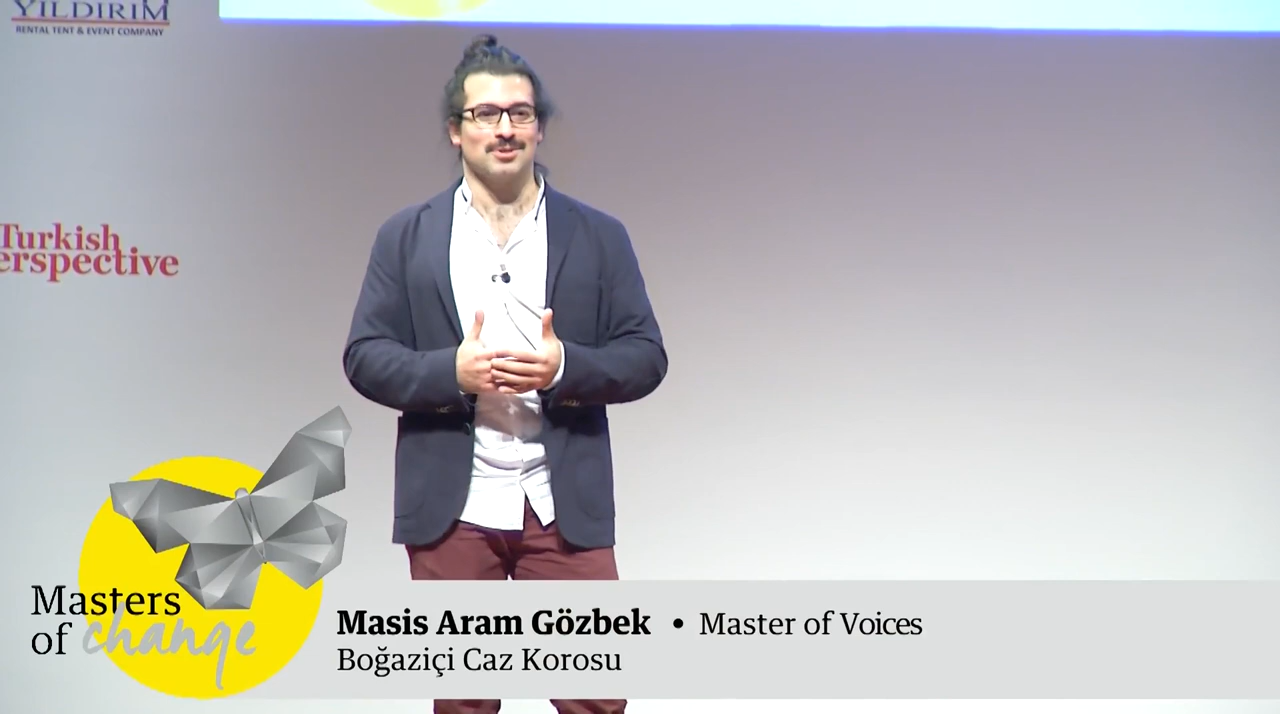 YILDIRIM
RENTAL TENT & EVENT COMPANY
Turkish
erspective
Masters
of change
Masis Aram Gözbek • Master of Voices
Boğaziçi Caz Korosu